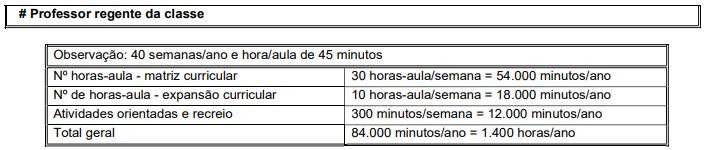 # Professor regente da classe
Observação: 40 semanas/ano e hora/aula de 45 minutos
Nº horas-aula - matriz curricular 30 horas-aula/semana = 54.000 minutos/ano
Nº de horas-aula - expansão curricular 10 horas-aula/semana = 18.000 minutos/ano
Atividades orientadas e recreio 300 minutos/semana = 12.000 minutos/ano
Total geral 84.000 minutos/ano = 1.400 horas/ano